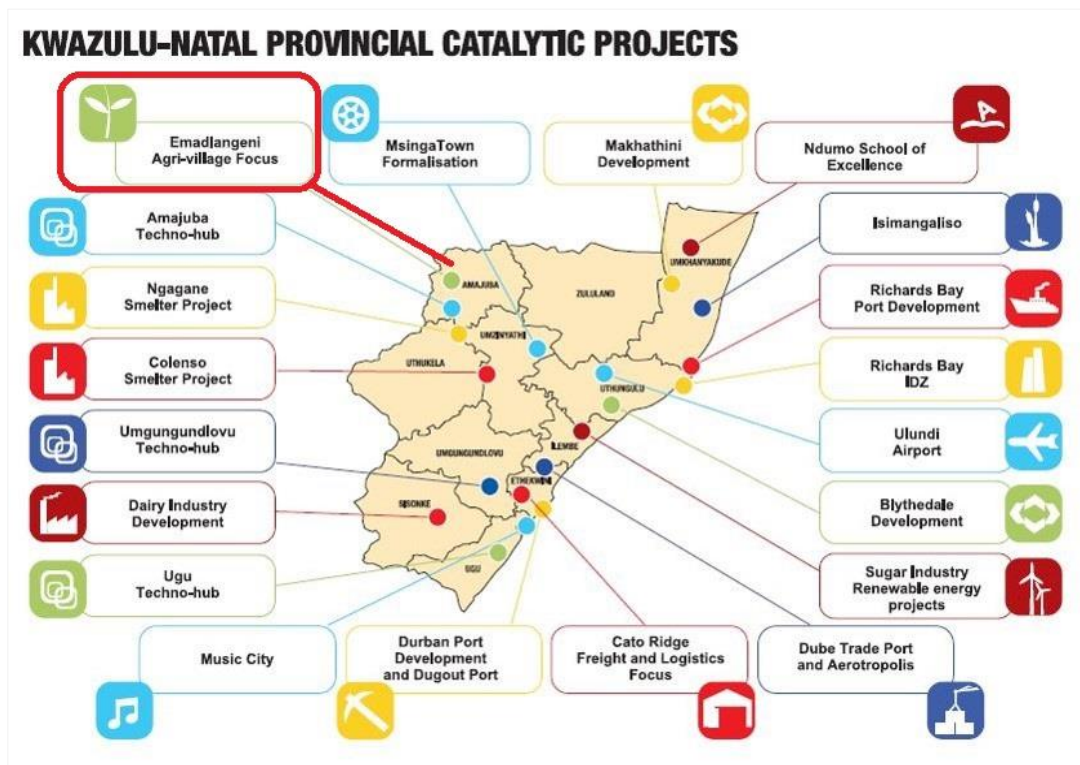 KWAZULU-NATAL PROVINCIAL CATALYTIC PROJECTS
Emadlangeni
Agri-village Focus
MsingaTown
Formalisation
Makhathini
Development
Ndumo School of
Excellence
A
Amajuba
Techno-hub
Ngagane
Smelter Project
Colenso
Smelter Project
Umgungundlovu
Techno-hub
Dairy Industry
Development
Ugu
Techno-hub
AMAJUBA
ZULULAND
UMKHANYAKUDE
UMZINYATHI
UTHUKELA
UTHUNGULU
ILEMBE
UMGUNGUNDLOVU
ETHEKWINI
SISONKE
UGU
Isimangaliso
Richards Bay
Port Development
Richards Bay
IDZ
Ulundi
Airport
Blythedale
Development
Sugar Industry
Renewable energy
projects
Music City
Durban Port
Development
and Dugout Port
Cato Ridge
Freight and Logistics
Focus
Dube Trade Port
and Aerotropolis